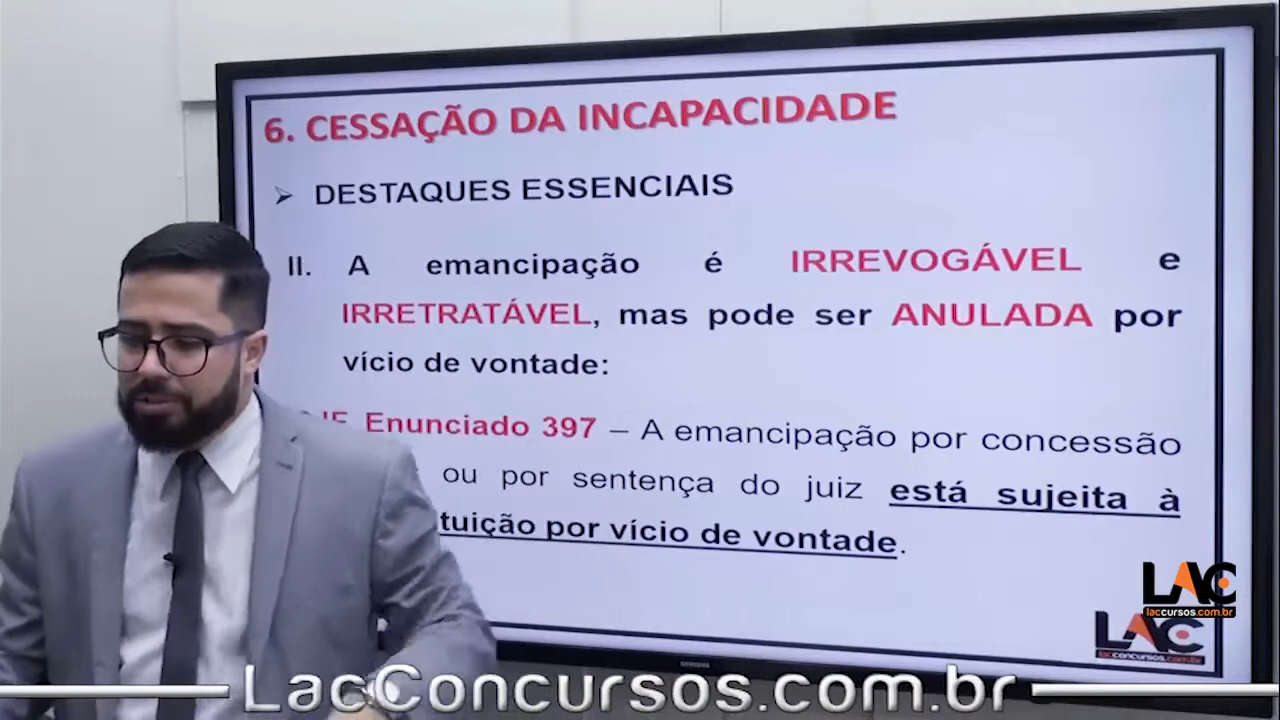 6. CESSAÇÃO DA INCAPACIDADE
➢ DESTAQUES ESSENCIAIS
II. A emancipação é IRREVOGÁVEL e
IRRETRATÁVEL, mas pode ser ANULADA por
vício de vontade:
Enunciado 397 – A emancipação por concessão
ou por sentença do juiz está sujeita à
tuição por vício de vontade.
LAC
laccursos.com.br
LAC
lacconcursos.com.br
SAMSUNG
LacConcursos.com.br